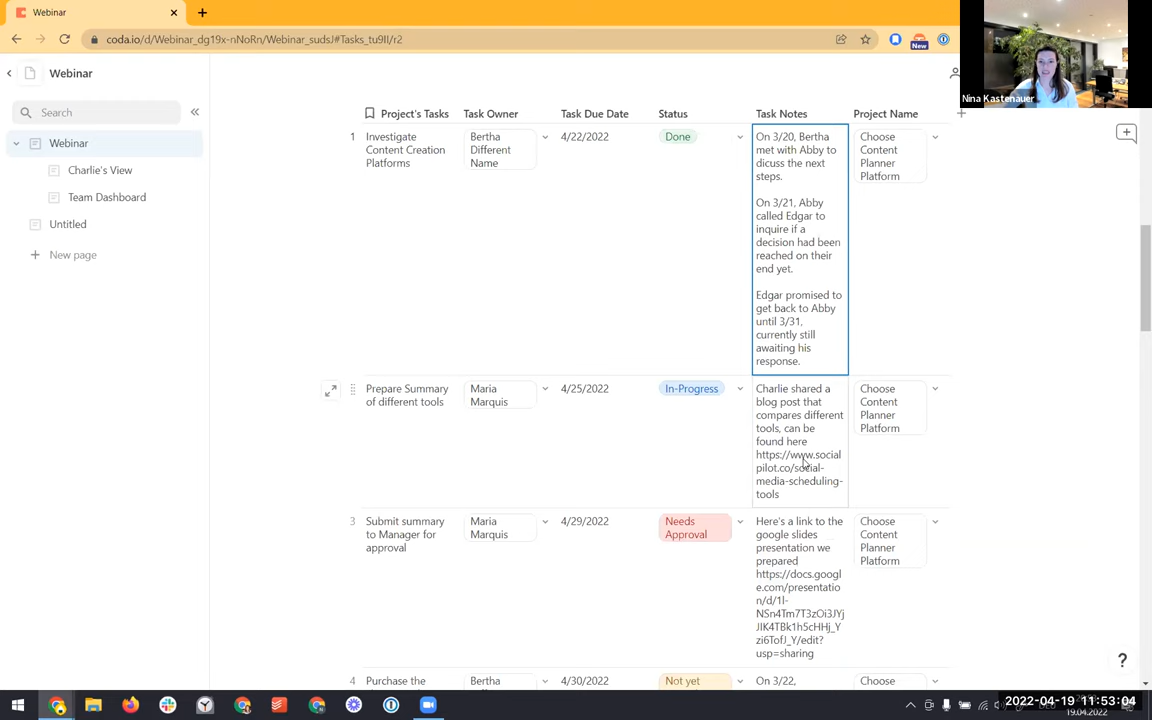 Webinar
coda.io/d/Webinar_dg19x-nNoRn/Webinar_sudsJ#Tasks_tu9lI/r2
New
Nina Kastenauer
Webinar
Search
Webinar
Charlie's View
Team Dashboard
Untitled
New page
Project's Tasks
Task Owner
Task Due Date
Status
Task Notes
Project Name
1
Investigate
Content Creation
Platforms
Bertha
Different
Name
4/22/2022
Done
On 3/20, Bertha
met with Abby to
dicuss the next
steps.
On 3/21, Abby
called Edgar to
inquire if a
decision had been
reached on their
end yet.
Edgar promised to
get back to Abby
until 3/31,
currently still
awaiting his
response.
Choose
Content
Planner
Platform
Prepare Summary
of different tools
Maria
Marquis
4/25/2022
In-Progress
Charlie shared a
blog post that
compares different
tools, can be
found here
https://www.social
pilot.co/social-
media-scheduling-
tools
Choose
Content
Planner
Platform
3
Submit summary
to Manager for
approval
Maria
Marquis
4/29/2022
Needs
Approval
Here's a link to the
google slides
presentation we
prepared
https://docs.googl
e.com/presentatio
n/d/1l-
NSn4Tm7T3zOi3JYj
JIK4TBk1h5cHHj_Y
zi6TofJ_Y/edit?
usp=sharing
Choose
Content
Planner
Platform
4
Purchase the
Bertha
4/30/2022
Not yet
On 3/22,
Choose
?
2022-04-19 11:53:04
19.04.2022